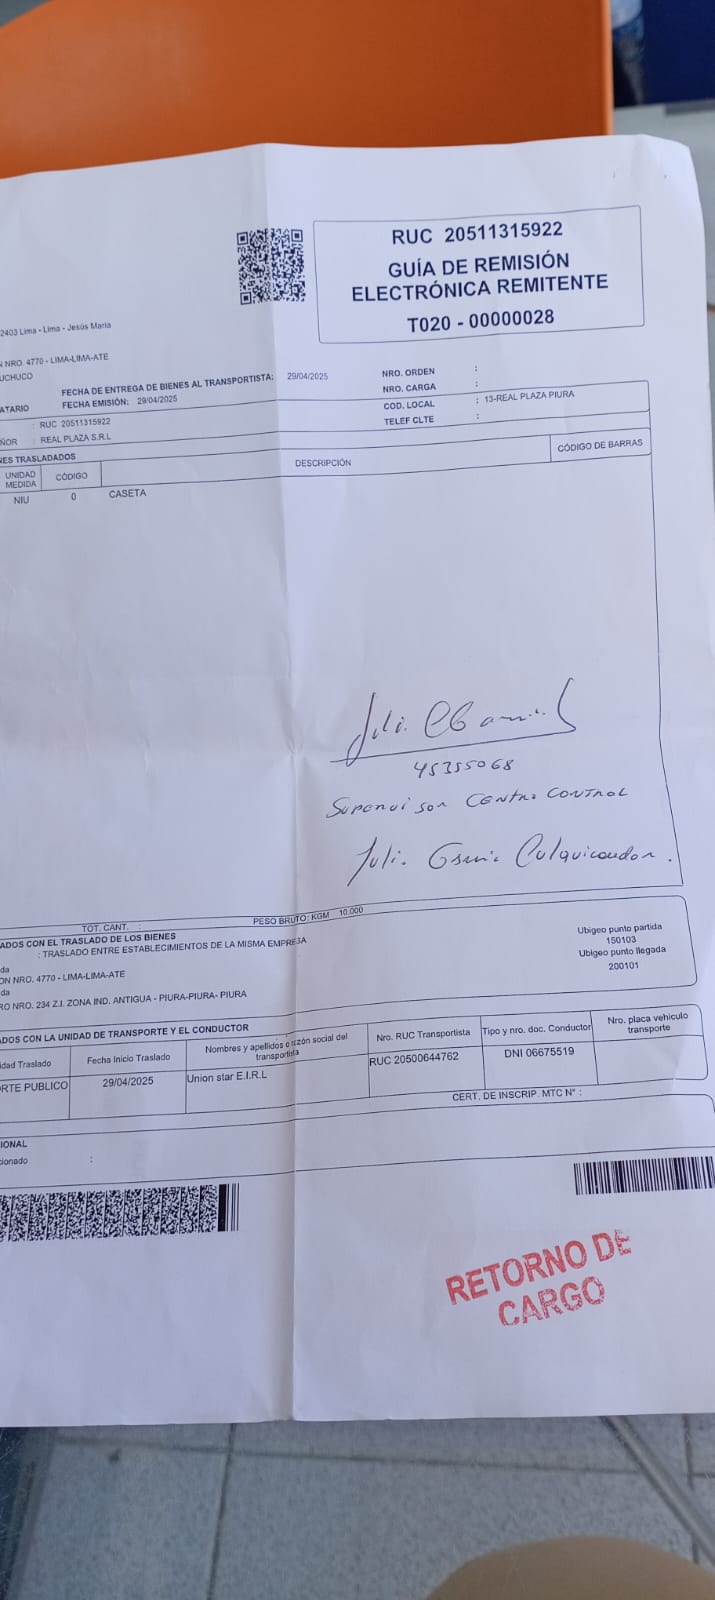 RUC 20511315922
GUÍA DE REMISIÓN
ELECTRÓNICA REMITENTE
T020 - 00000028
2403 Lima - Lima - Jesús Maria
NRO. 4770 - LIMA-LIMA-ATE
UCHUCO
FECHA DE ENTREGA DE BIENES AL TRANSPORTISTA: 29/04/2025
FECHA EMISIÓN: 29/04/2025
NRO. ORDEN :
NRO. CARGA :
COD. LOCAL : 13-REAL PLAZA PIURA
TELEF CLTE :
ATARIO
: RUC 20511315922
ÑOR : REAL PLAZA S.R.L
NES TRASLADADOS
UNIDAD MEDIDA CÓDIGO DESCRIPCIÓN CÓDIGO DE BARRAS
NIU 0 CASETA
45355068
Supervisor Centro Control
TOT. CANT. : PESO BRUTO: KGM 10.000
ADOS CON EL TRASLADO DE LOS BIENES
: TRASLADO ENTRE ESTABLECIMIENTOS DE LA MISMA EMPRESA
Ubigeo punto partida
150103
da
ON NRO. 4770 - LIMA-LIMA-ATE
Ubigeo punto llegada
200101
da
RO NRO. 234 Z.I. ZONA IND. ANTIGUA - PIURA-PIURA- PIURA
ADOS CON LA UNIDAD DE TRANSPORTE Y EL CONDUCTOR
idad Traslado Fecha Inicio Traslado Nombres y apellidos o razón social del transportista Nro. RUC Transportista Tipo y nro. doc. Conductor Nro. placa vehiculo transporte
RTE PUBLICO 29/04/2025 Union star E.I.R.L RUC 20500644762 DNI 06675519
CERT. DE INSCRIP. MTC N° :
IONAL
cionado :
RETORNO DE
CARGO